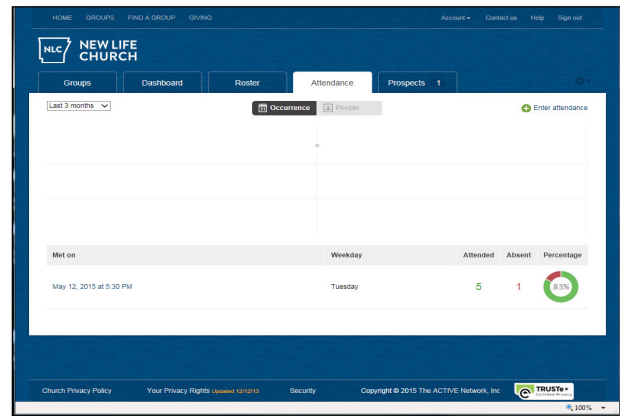 HOME GROUPS FIND A GROUP GIVING Account Contact us Help Sign out
NLC NEW LIFE
CHURCH
Groups Dashboard Roster Attendance Prospects 1
Last 3 months Occurrence People Enter attendance
Met on Weekday Attended Absent Percentage
May 12, 2015 at 5:30 PM Tuesday 5 1 83%
Church Privacy Policy Your Privacy Rights Updated 12/12/13 Security Copyright © 2015 The ACTIVE Network, Inc TRUSTe
Certified Privacy
100%